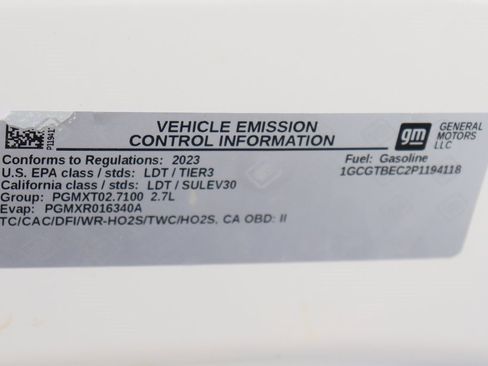 P119411
VEHICLE EMISSION
CONTROL INFORMATION
gm GENERAL
MOTORS
LLC
Conforms to Regulations: 2023
Fuel: Gasoline
U.S. EPA class / stds: LDT / TIER3
1GCGTBEC2P1194118
California class / stds: LDT / SULEV30
Group: PGMXT02.7100 2.7L
Evap: PGMXR016340A
TC/CAC/DFI/WR-HO2S/TWC/HO2S, CA OBD: II